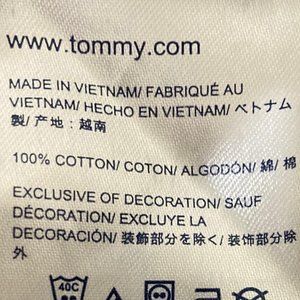 www.tommy.com
MADE IN VIETNAM/ FABRIQUÉ AU
VIETNAM/ HECHO EN VIETNAM/ ベトナム
製/ 产地：越南
100% COTTON/ COTON/ ALGODÓN/ 綿/ 棉
EXCLUSIVE OF DECORATION/ SAUF
DÉCORATION/ EXCLUYE LA
DECORACIÓN/ 装飾部分を除く/ 装饰部分除
外
40C